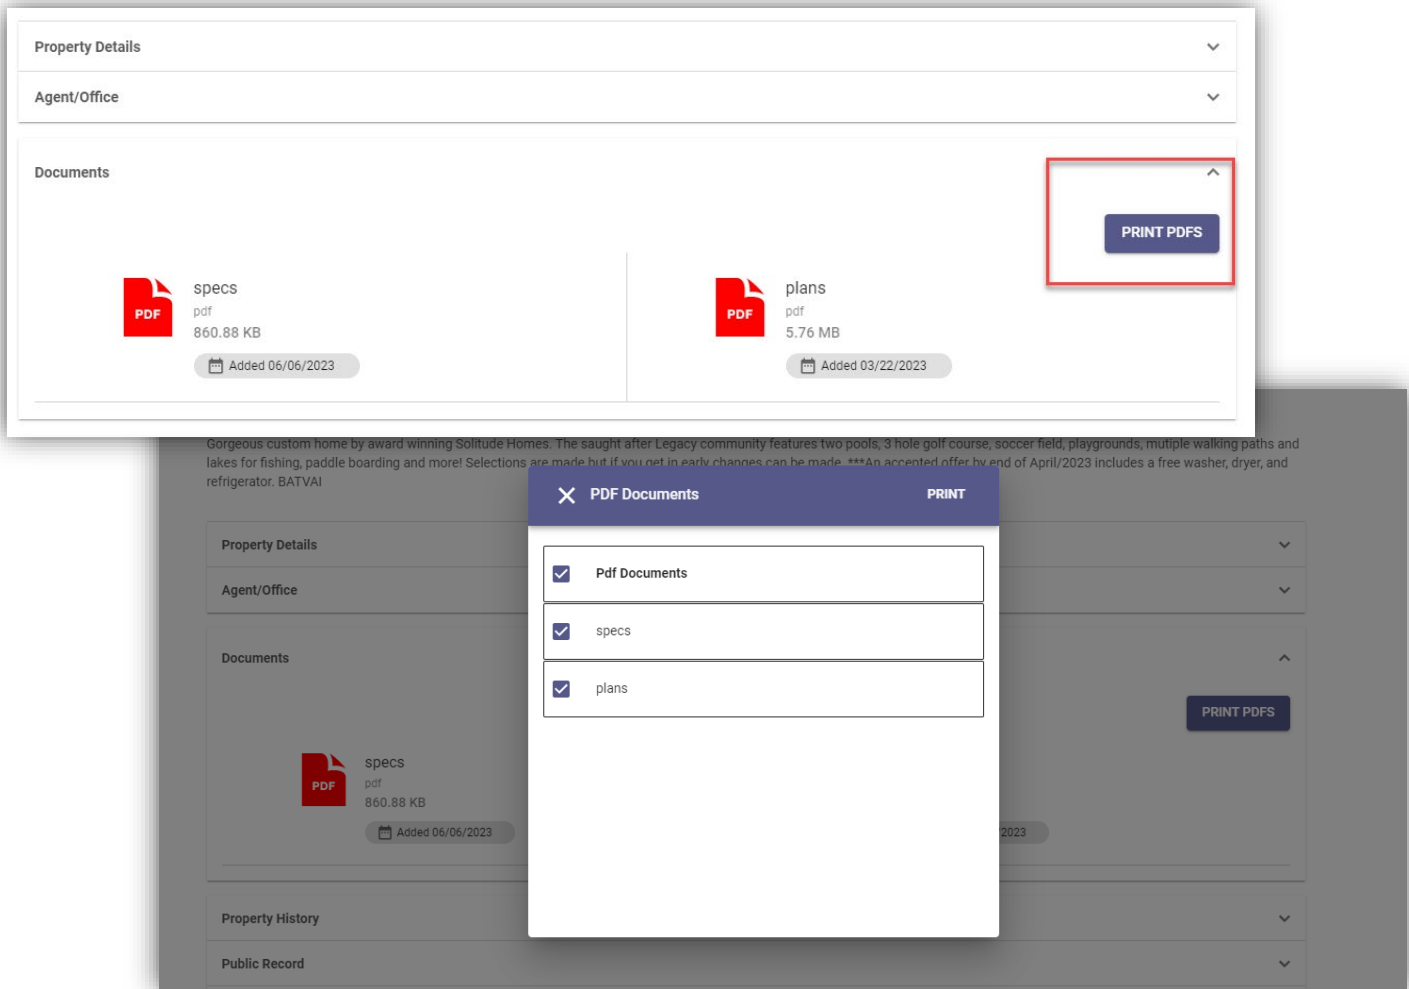 Property Details
Agent/Office
Documents
PRINT PDFS
PDF
specs
pdf
860.88 KB
Added 06/06/2023
PDF
plans
pdf
5.76 MB
Added 03/22/2023
Gorgeous custom home by award winning Solitude Homes. The saught after Legacy community features two pools, 3 hole golf course, soccer field, playgrounds, mutiple walking paths and
lakes for fishing, paddle boarding and more! Selections are made but if you get in early changes can be made. ***An accepted offer by end of April/2023 includes a free washer, dryer, and
refrigerator. BATVAI
PDF Documents
PRINT
Pdf Documents
specs
plans
Property Details
Agent/Office
Documents
PRINT PDFS
PDF
specs
pdf
860.88 KB
Added 06/06/2023
2023
Property History
Public Record